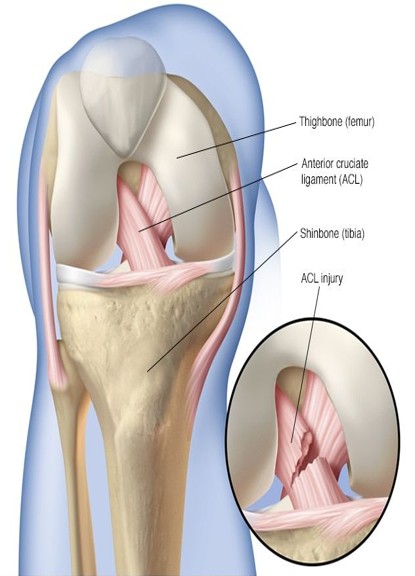 Thighbone (femur)
Anterior cruciate
ligament (ACL)
Shinbone (tibia)
ACL injury